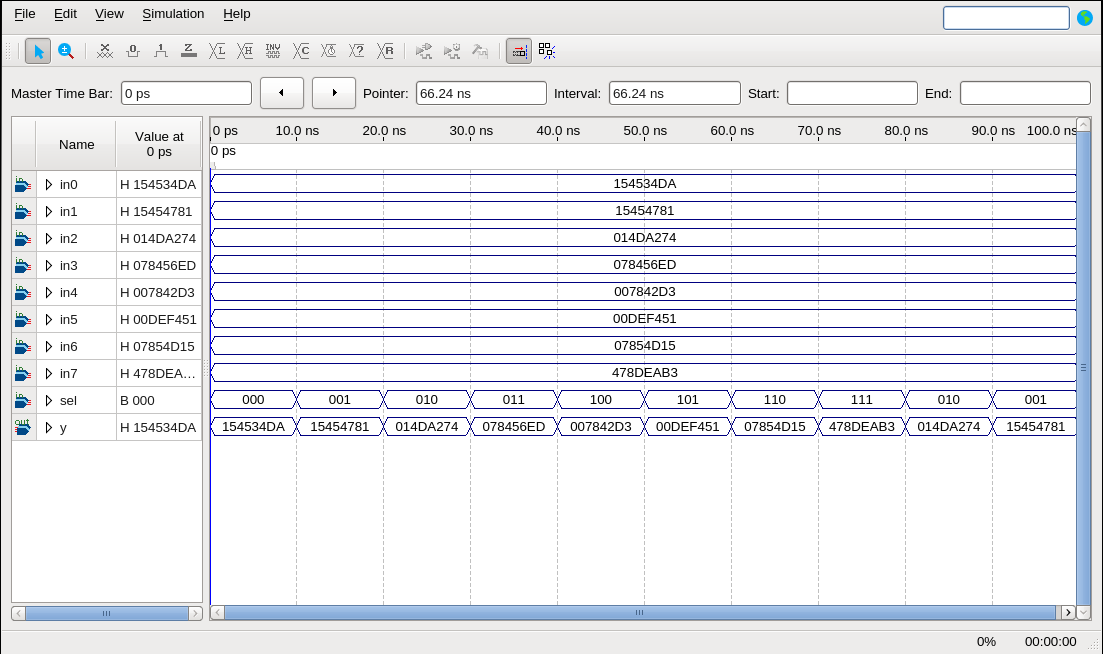 File Edit View Simulation Help
Master Time Bar: 0 ps Pointer: 66.24 ns Interval: 66.24 ns Start: End:
Name Value at 0 ps
0 ps 10.0 ns 20.0 ns 30.0 ns 40.0 ns 50.0 ns 60.0 ns 70.0 ns 80.0 ns 90.0 ns 100.0 ns
0 ps
in0 H 154534DA 154534DA
in1 H 15454781 15454781
in2 H 014DA274 014DA274
in3 H 078456ED 078456ED
in4 H 007842D3 007842D3
in5 H 00DEF451 00DEF451
in6 H 07854D15 07854D15
in7 H 478DEA... 478DEAB3
sel B 000 000 001 010 011 100 101 110 111 010 001
y H 154534DA 154534DA 15454781 014DA274 078456ED 007842D3 00DEF451 07854D15 478DEAB3 014DA274 15454781
0% 00:00:00